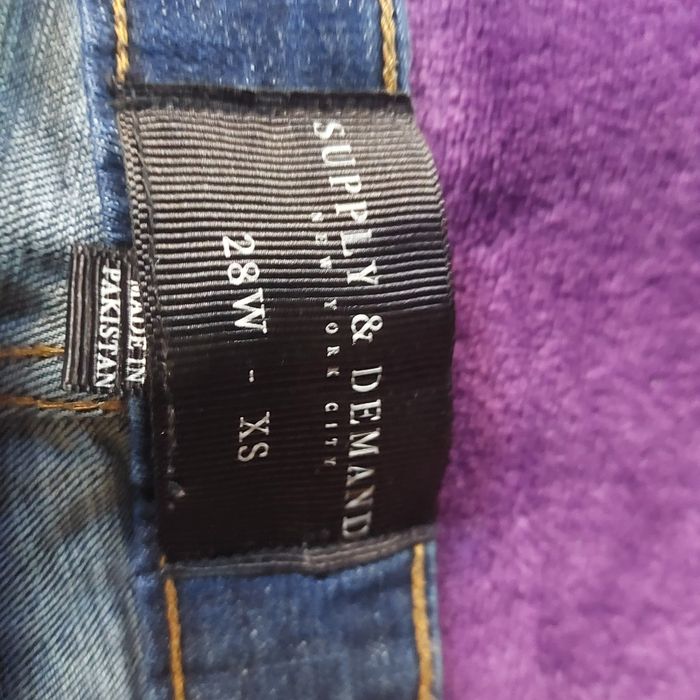 SUPPLY & DEMAND
NEW YORK CITY
28W - XS
MADE IN
PAKISTAN